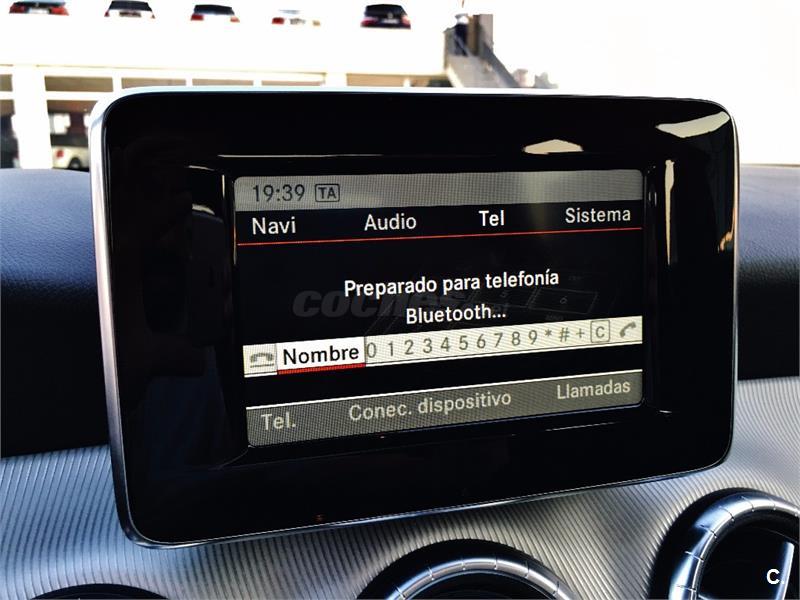 19:39 TA
Navi Audio Tel Sistema
Preparado para telefonía
Bluetooth...
Nombre 0 1 2 3 4 5 6 7 8 9 * # + C
Tel. Conec. dispositivo Llamadas
coches
C